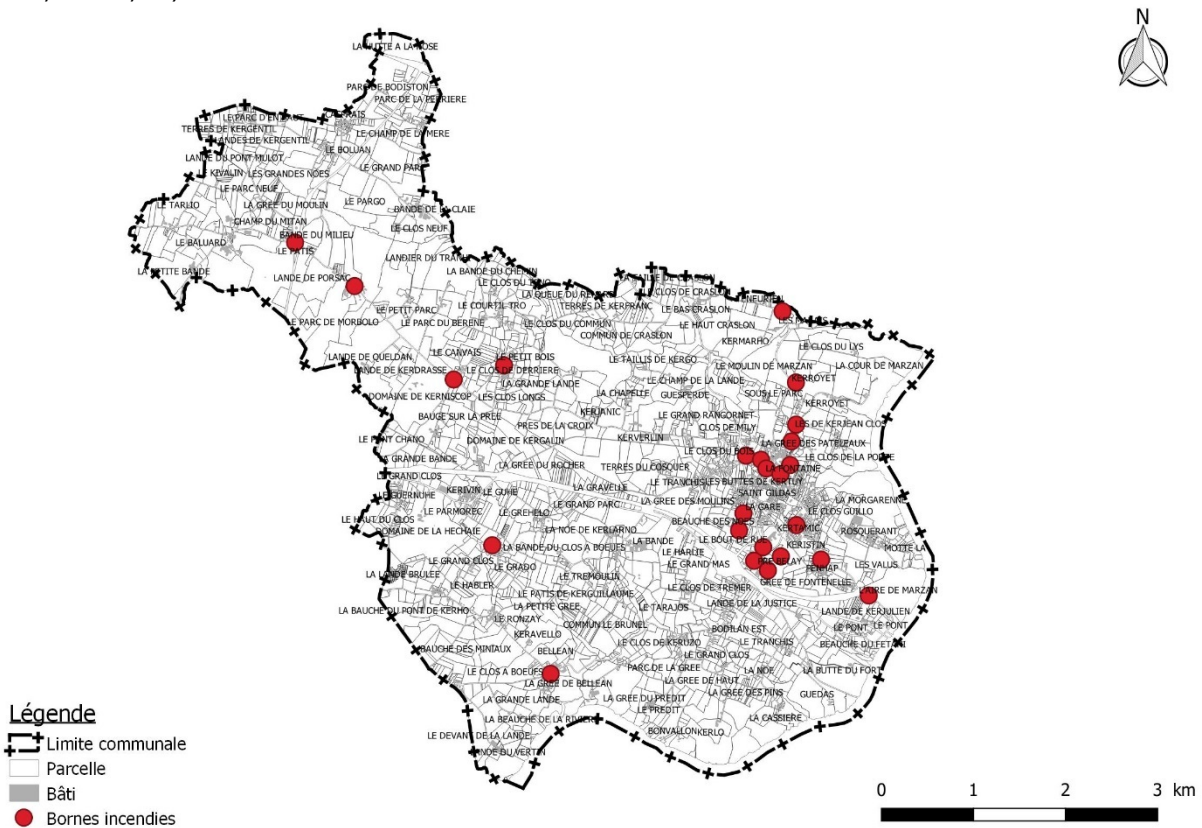 N
LA BUTTE A LA ROSE
PARC DE BODISTON
PARC DE LA PERRIERE
LE PARC D'EN HAUT
TERRES DE KERGENTIL
LE CHAMP DE LA MERE
LANDES DE KERGENTIL
LE BOLUAN
LANDE DU PONT MULOT
LE GRAND PARC
LE KIVALIN
LES GRANDES NOES
LE PARC NEUF
LE PARGO
LE TARLIO
LA GREE DU MOULIN
BANDE DE LA CLAIE
CHAMP DU MITAN
LE CLOS NEUF
BANDE DU MILIEU
LE BALUARD
LE PATIS
LANDIER DU
LA PETITE BANDE
LANDE DE PORSAC
LA BANDE DU CHEMIN
LE CLOS DU
LA QUEUE DU
LE CLOS DE CRASLON
LE PETIT PARC
LE COURTIL TRO
TERRES DE KERFRANC
LE BAS CRASLON
LE PARC DE MORBOLO
LE PARC DU BERENE
LE CLOS DU COMMUN
LE HAUT CRASLON
COMMUN DE CRASLON
KERMARHO
LE CLOS DU LYS
LE CANVAIS
LE PETIT BOIS
LANDE DE QUELDAN
LE TAILLIS DE KERGO
LE MOULIN DE MARZAN
LA COUR DE MARZAN
LANDE DE KERDRASSE
LE CLOS DE DERRIERE
LE CHAMP DE LA LANDE
KERROYET
LA GRANDE LANDE
DOMAINE DE KERNISCOP
LES CLOS LONGS
LA CHAPELLE
GUESPERDE
SOUS LE PARC
KERROYET
KERJANIC
BAUGE SUR LA PREE
LE GRAND RANGORNET
PRES DE LA CROIX
CLOS DE MILY
LES DE KERJEAN CLOS
LE PONT CHANO
DOMAINE DE KERGALIN
KERVERLIN
LA GREE DES PATELEAUX
LE CLOS DU BOIS
LA GRANDE BANDE
LA GREE DU ROCHER
TERRES DU COSQUER
LA FONTAINE
LE GRAND CLOS
LE TRANCHIS
LES BUTTES DE KERTUY
KERIVIN
LE GUHE
LA GRAVELLE
SAINT GILDAS
LE GUERNUHE
LA GREE DES MOULINS
LA MORGARENNE
LE PARMOREC
LE GREHELO
LE GRAND PARC
LA GARE
LE CLOS GUILLO
LE HAUT DU CLOS
BEAUCHE DES NOES
KERTAMIC
DOMAINE DE LA HECHAIE
LA NOE DE KERLARNO
ROSQUERANT
LE BOUT DE RUE
LA BANDE
LA BANDE DU CLOS A BOEUFS
KERISTIN
MOTTE LA
LE HARLIE
LE GRAND CLOS
PRE BELAY
LE GRADO
LE GRAND MAS
LES VALUS
LA LANDE BRULEE
LE TREMOULIN
GREE DE FONTENELLE
LE HABLER
LE CLOS DE TREMER
L'AIRE DE MARZAN
LE PATIS DE KERGUILLAUME
LA BAUCHE DU PONT DE KERHO
LA PETITE GREE
LE TARAJOS
LANDE DE LA JUSTICE
LANDE DE KERJULIEN
LE RONZAY
COMMUN LE BRUNEL
LE PONT
LE PONT
KERAVELLO
BODILAN EST
BAUCHE DES MINIAUX
BELLEAN
LE CLOS DE KERUZO
LE TRANCHIS
LE GRAND CLOS
LE CLOS A BOEUFS
PARC DE LA GREE
LA NOE
LA BUTTE DU FORT
LA GREE DE BELLEAN
LA GREE DE HAUT
LA GRANDE LANDE
LA GREE DU PREDIT
LA GREE DES PINS
GUEDAS
LE PREDIT
LA BEAUCHE DE LA RIVIERE
LA CASSIERE
LE DEVANT DE LA LANDE
BONVALLON
KERLO
Légende
Limite communale
Parcelle
Bâti
Bornes incendies
0 1 2 3 km